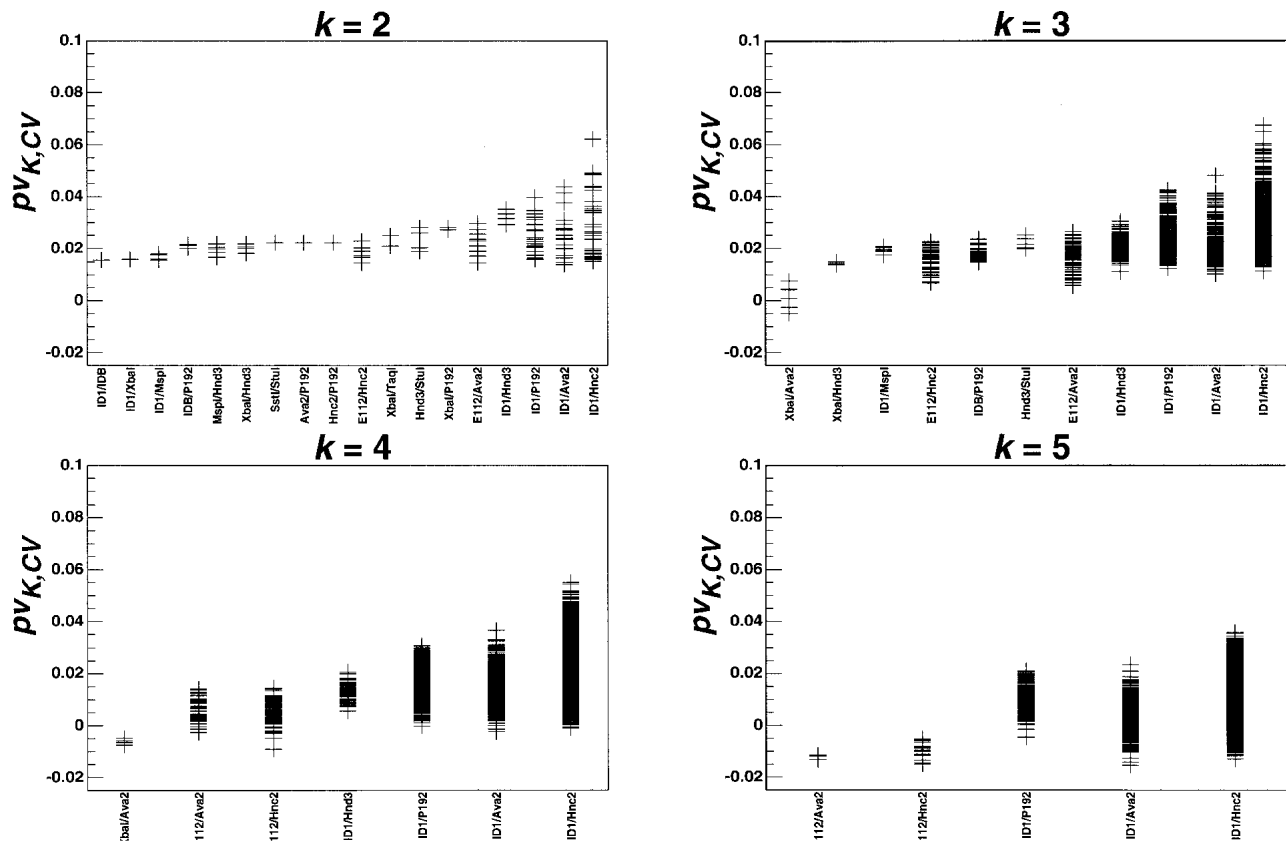 k = 2
pvK,CV
0.1
0.08
0.06
0.04
0.02
0
-0.02
ID1/IDB
ID1/XbaI
ID1/MspI
IDB/P192
MspI/Hnd3
XbaI/Hnd3
SstI/StuI
Ava2/P192
Hnc2/P192
E112/Hnc2
XbaI/TaqI
Hnd3/StuI
XbaI/P192
E112/Ava2
ID1/Hnd3
ID1/P192
ID1/Ava2
ID1/Hnc2
k = 3
pvK,CV
0.1
0.08
0.06
0.04
0.02
0
-0.02
XbaI/Ava2
XbaI/Hnd3
ID1/MspI
E112/Hnc2
IDB/P192
Hnd3/StuI
E112/Ava2
ID1/Hnd3
ID1/P192
ID1/Ava2
ID1/Hnc2
k = 4
pvK,CV
0.1
0.08
0.06
0.04
0.02
0
-0.02
XbaI/Ava2
112/Ava2
112/Hnc2
ID1/Hnd3
ID1/P192
ID1/Ava2
ID1/Hnc2
k = 5
pvK,CV
0.1
0.08
0.06
0.04
0.02
0
-0.02
112/Ava2
112/Hnc2
ID1/P192
ID1/Ava2
ID1/Hnc2